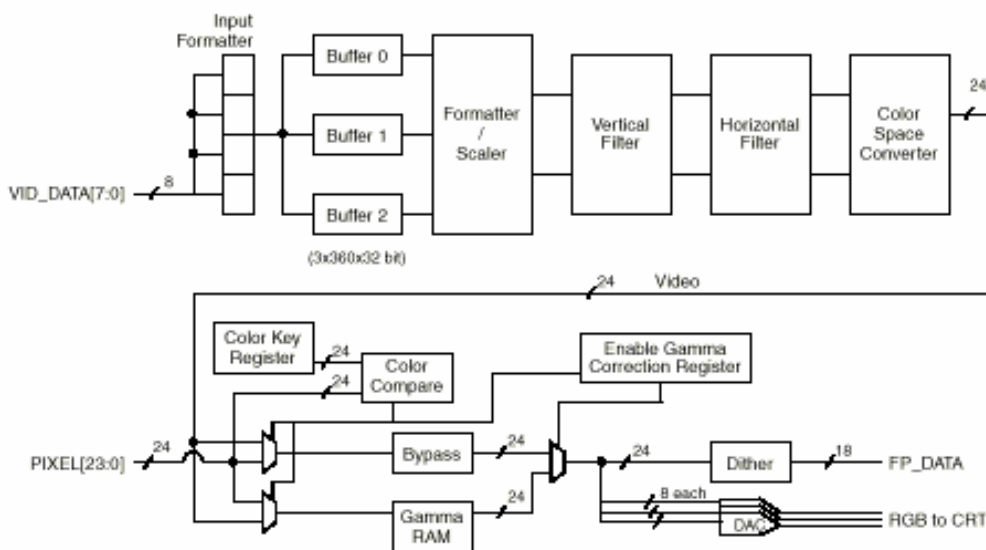 Input
Formatter
Buffer 0
Buffer 1
Buffer 2
(3x360x32 bit)
VID_DATA[7:0]
8
Formatter
/
Scaler
Vertical
Filter
Horizontal
Filter
Color
Space
Converter
24
24
Video
Color Key
Register
24
24
Color
Compare
Enable Gamma
Correction Register
PIXEL[23:0]
24
Bypass
24
Gamma
RAM
24
24
Dither
18
FP_DATA
8 each
DAC
RGB to CRT